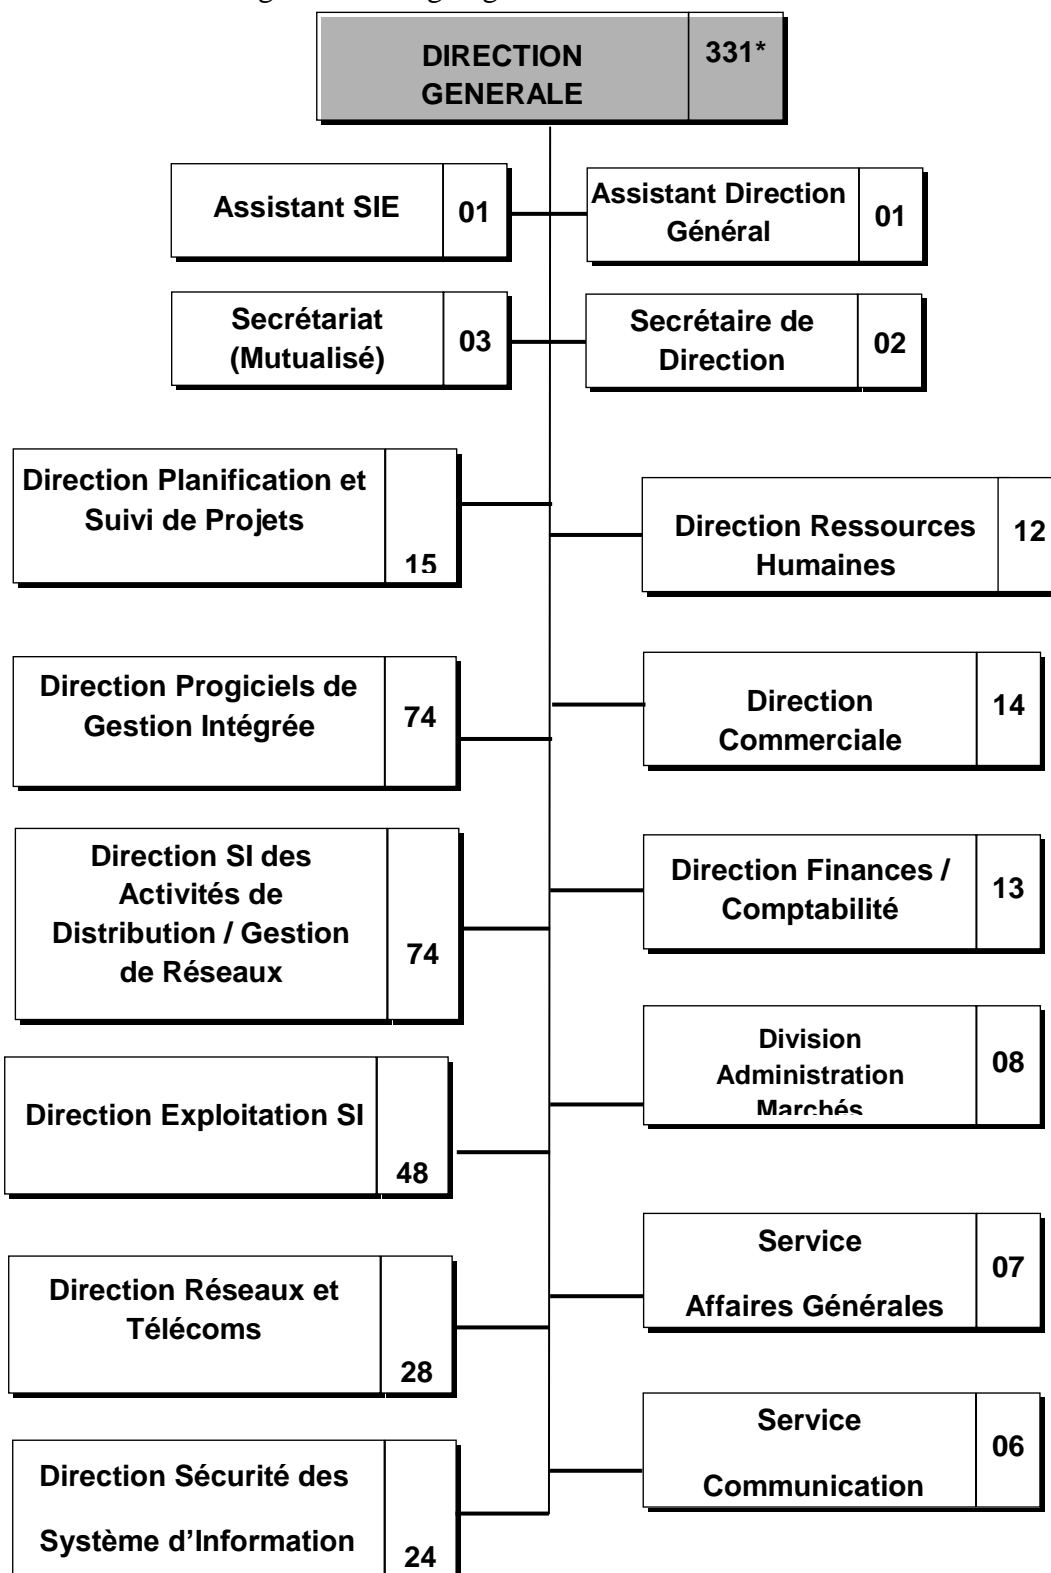 DIRECTION
GENERALE
331*
Assistant SIE
01
Assistant Direction
Général
01
Secrétariat
(Mutualisé)
03
Secrétaire de
Direction
02
Direction Planification et
Suivi de Projets
15
Direction Ressources
Humaines
12
Direction Progiciels de
Gestion Intégrée
74
Direction
Commerciale
14
Direction SI des
Activités de
Distribution / Gestion
de Réseaux
74
Direction Finances /
Comptabilité
13
Division
Administration
Marchés
08
Direction Exploitation SI
48
Service
Affaires Générales
07
Direction Réseaux et
Télécoms
28
Service
Communication
06
Direction Sécurité des
Système d'Information
24